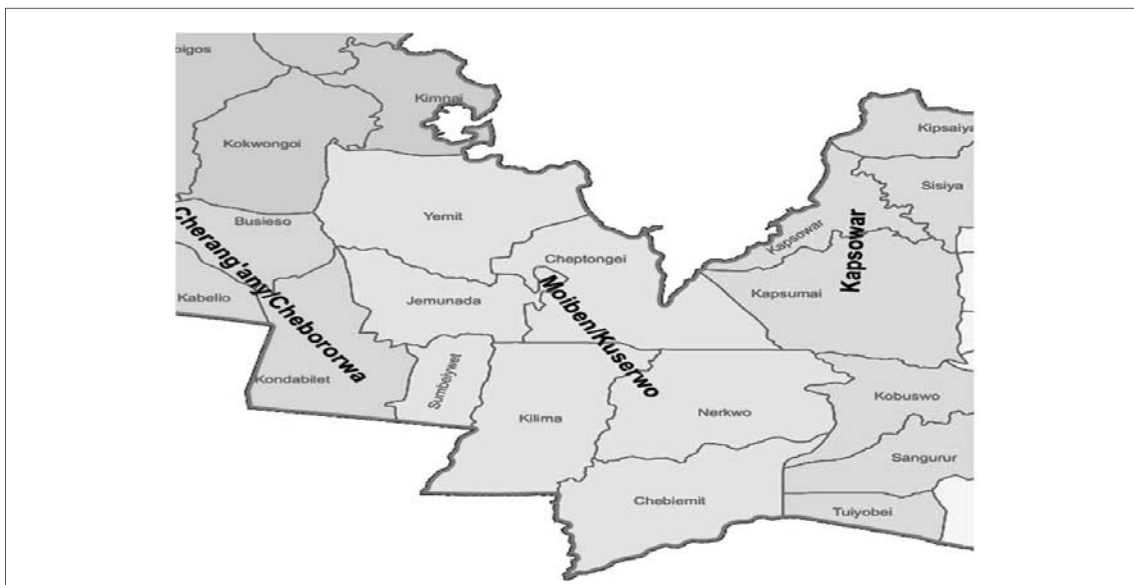 oigos
Kimnai
Kipsaiya
Kokwongoi
Sisiya
Yemit
Busieso
Cherang'any/Chebororwa
Kapsowar
Kapsowar
Cheptongei
Kabello
Jemunada
Moiben/Kuserwo
Kapsumai
Kondabilet
Sumbeiywet
Kilima
Nerkwo
Kobuswo
Sangurur
Chebiemit
Tuiyobei